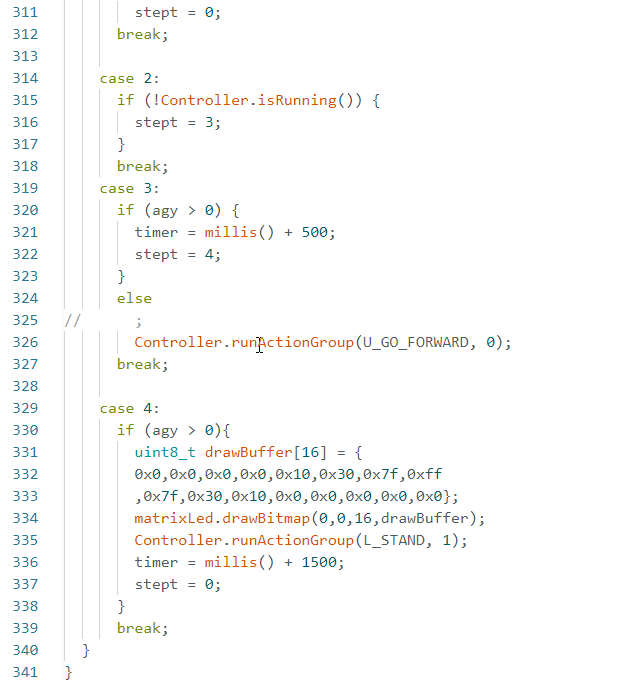 311 stept = 0;
312 break;
313
314 case 2:
315 if (!Controller.isRunning()) {
316 stept = 3;
317 }
318 break;
319 case 3:
320 if (agy > 0) {
321 timer = millis() + 500;
322 stept = 4;
323 }
324 else
325 // ;
326 Controller.runActionGroup(U_GO_FORWARD, 0);
327 break;
328
329 case 4:
330 if (agy > 0){
331 uint8_t drawBuffer[16] = {
332 0x0,0x0,0x0,0x0,0x10,0x30,0x7f,0xff
333 ,0x7f,0x30,0x10,0x0,0x0,0x0,0x0,0x0};
334 matrixLed.drawBitmap(0,0,16,drawBuffer);
335 Controller.runActionGroup(L_STAND, 1);
336 timer = millis() + 1500;
337 stept = 0;
338 }
339 break;
340 }
341 }